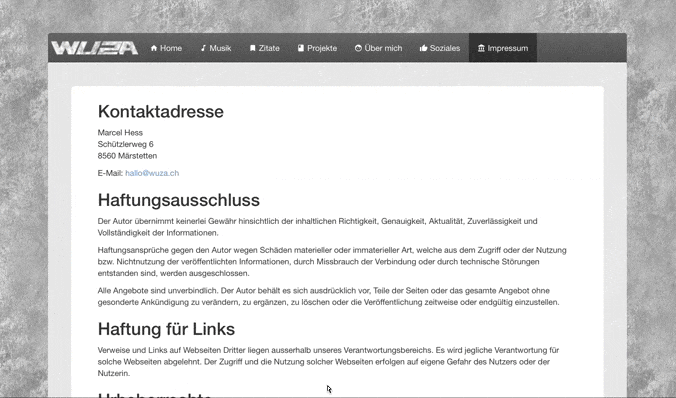 WUZA Home Musik Zitate Projekte Über mich Soziales Impressum
Kontaktadresse
Marcel Hess
Schützlerweg 6
8560 Märstetten
E-Mail: hallo@wuza.ch
Haftungsausschluss
Der Autor übernimmt keinerlei Gewähr hinsichtlich der inhaltlichen Richtigkeit, Genauigkeit, Aktualität, Zuverlässigkeit und
Vollständigkeit der Informationen.
Haftungsansprüche gegen den Autor wegen Schäden materieller oder immaterieller Art, welche aus dem Zugriff oder der Nutzung
bzw. Nichtnutzung der veröffentlichten Informationen, durch Missbrauch der Verbindung oder durch technische Störungen
entstanden sind, werden ausgeschlossen.
Alle Angebote sind unverbindlich. Der Autor behält es sich ausdrücklich vor, Teile der Seiten oder das gesamte Angebot ohne
gesonderte Ankündigung zu verändern, zu ergänzen, zu löschen oder die Veröffentlichung zeitweise oder endgültig einzustellen.
Haftung für Links
Verweise und Links auf Webseiten Dritter liegen ausserhalb unseres Verantwortungsbereichs. Es wird jegliche Verantwortung für
solche Webseiten abgelehnt. Der Zugriff und die Nutzung solcher Webseiten erfolgen auf eigene Gefahr des Nutzers oder der
Nutzerin.
Urheberrechte